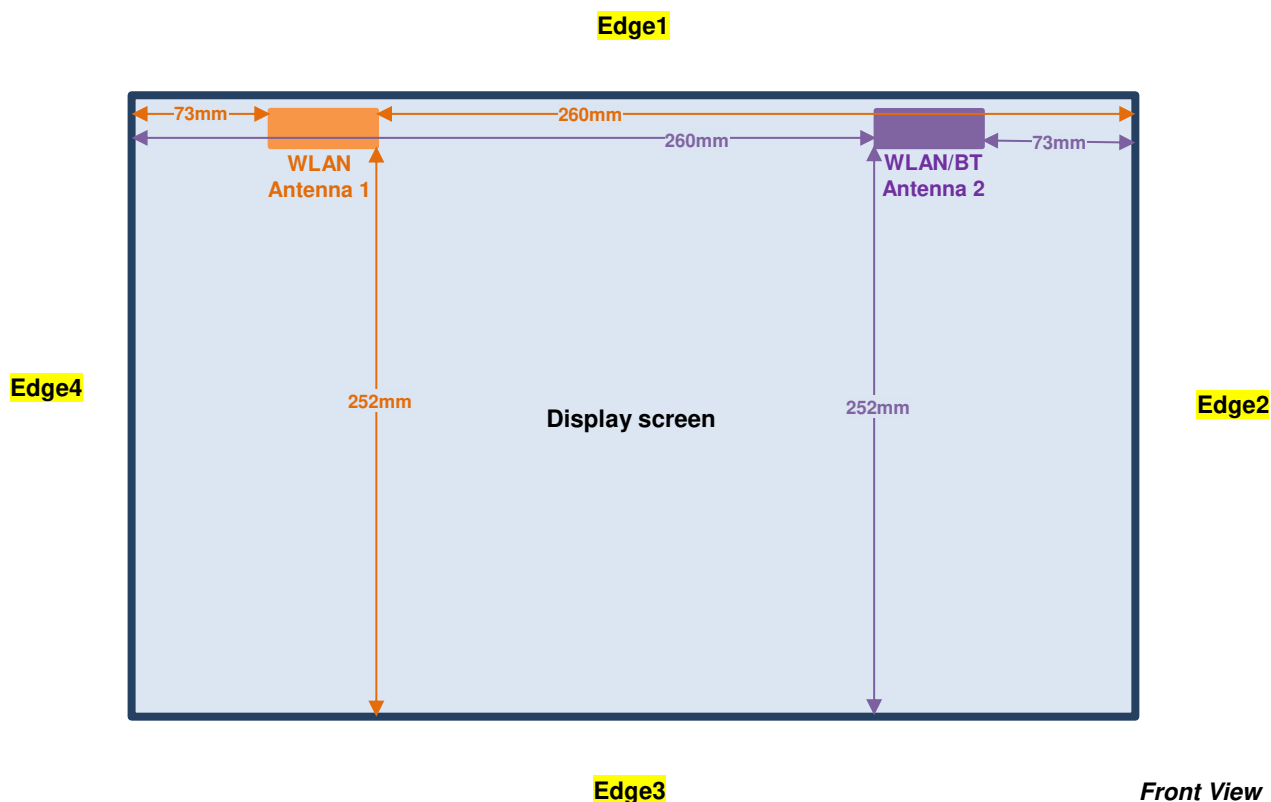 Edge1
73mm
260mm
260mm
73mm
WLAN
Antenna 1
WLAN/BT
Antenna 2
Edge4
252mm
Display screen
252mm
Edge2
Edge3
Front View